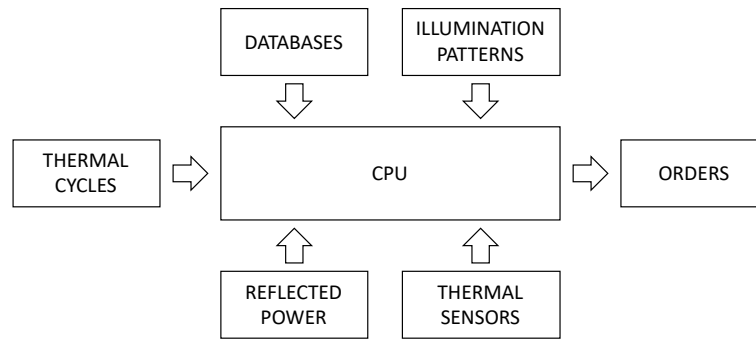 DATABASES
ILLUMINATION
PATTERNS
THERMAL
CYCLES
CPU
ORDERS
REFLECTED
POWER
THERMAL
SENSORS